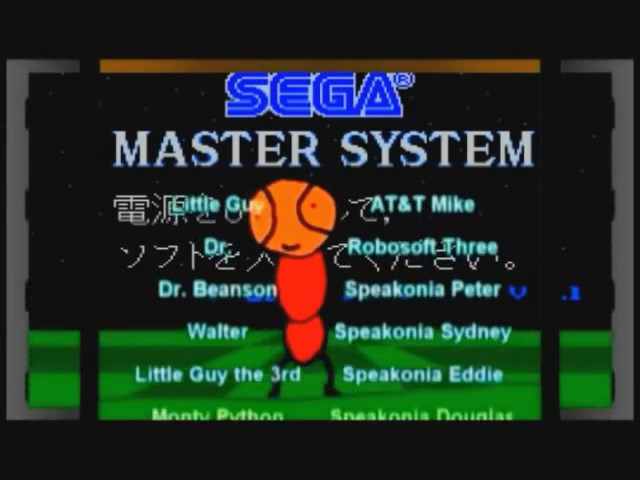 SEGA®
MASTER SYSTEM
Little Guy AT&T Mike
電源を て,
Dr. Robosoft Three
ソフトを入 てください。
Dr. Beanson Speakonia Peter
Walter Speakonia Sydney
Little Guy the 3rd Speakonia Eddie
Monty Python Speakonia Douglas